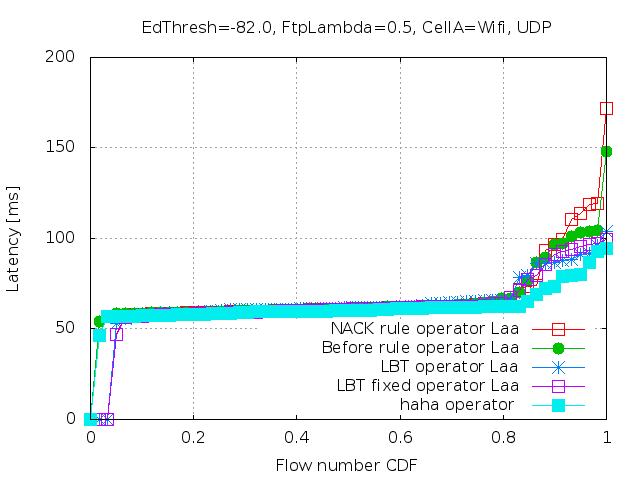 EdThresh=-82.0, FtpLambda=0.5, CellA=Wifi, UDP
200
150
100
50
0
Latency [ms]
NACK rule operator Laa
Before rule operator Laa
LBT operator Laa
LBT fixed operator Laa
haha operator
0 0.2 0.4 0.6 0.8 1
Flow number CDF